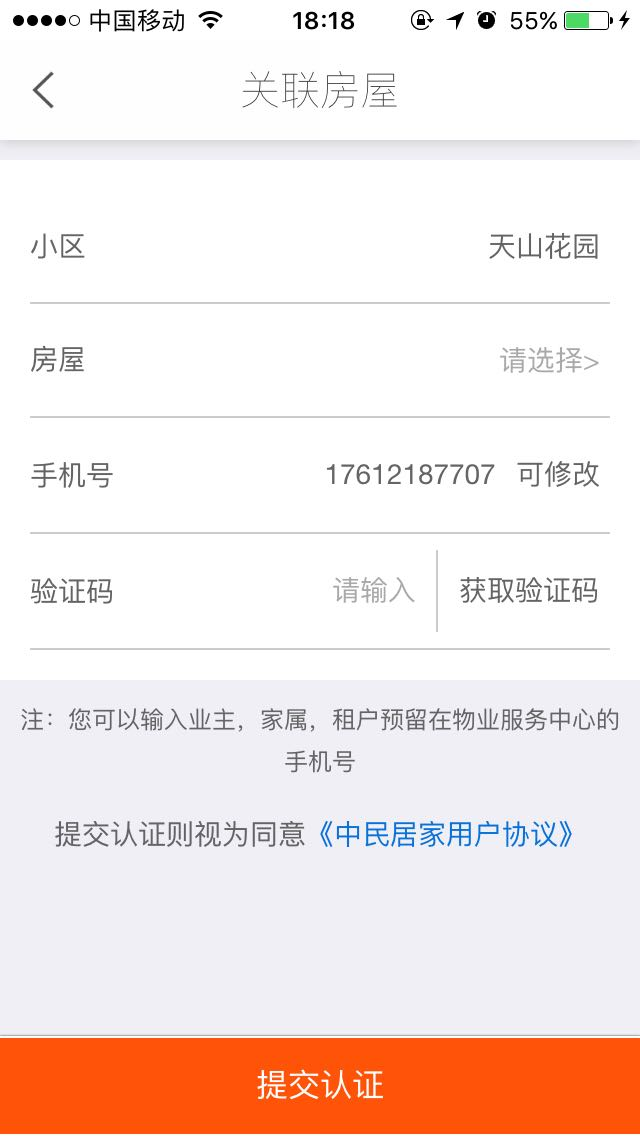 中国移动 18:18 55%
关联房屋
小区 天山花园
房屋 请选择>
手机号 17612187707 可修改
验证码 请输入 获取验证码
注：您可以输入业主，家属，租户预留在物业服务中心的
手机号
提交认证则视为同意《中民居家用户协议》
提交认证